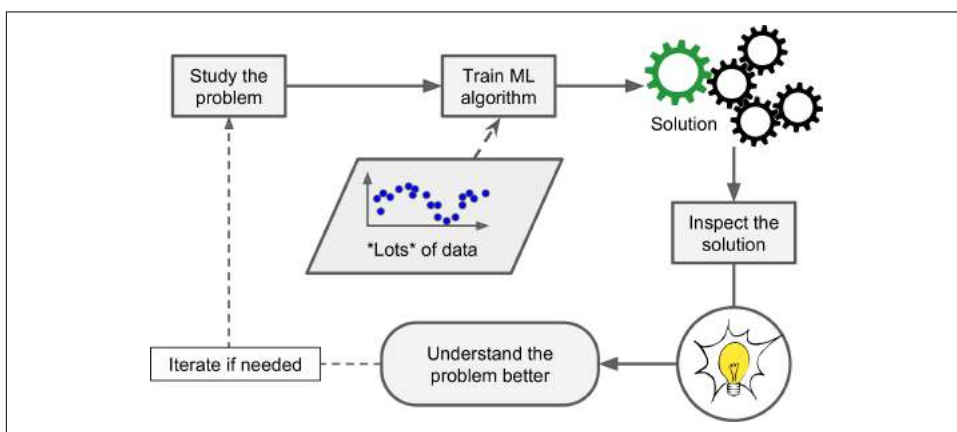 Study the
problem
Train ML
algorithm
Solution
*Lots* of data
Inspect the
solution
Understand the
problem better
Iterate if needed